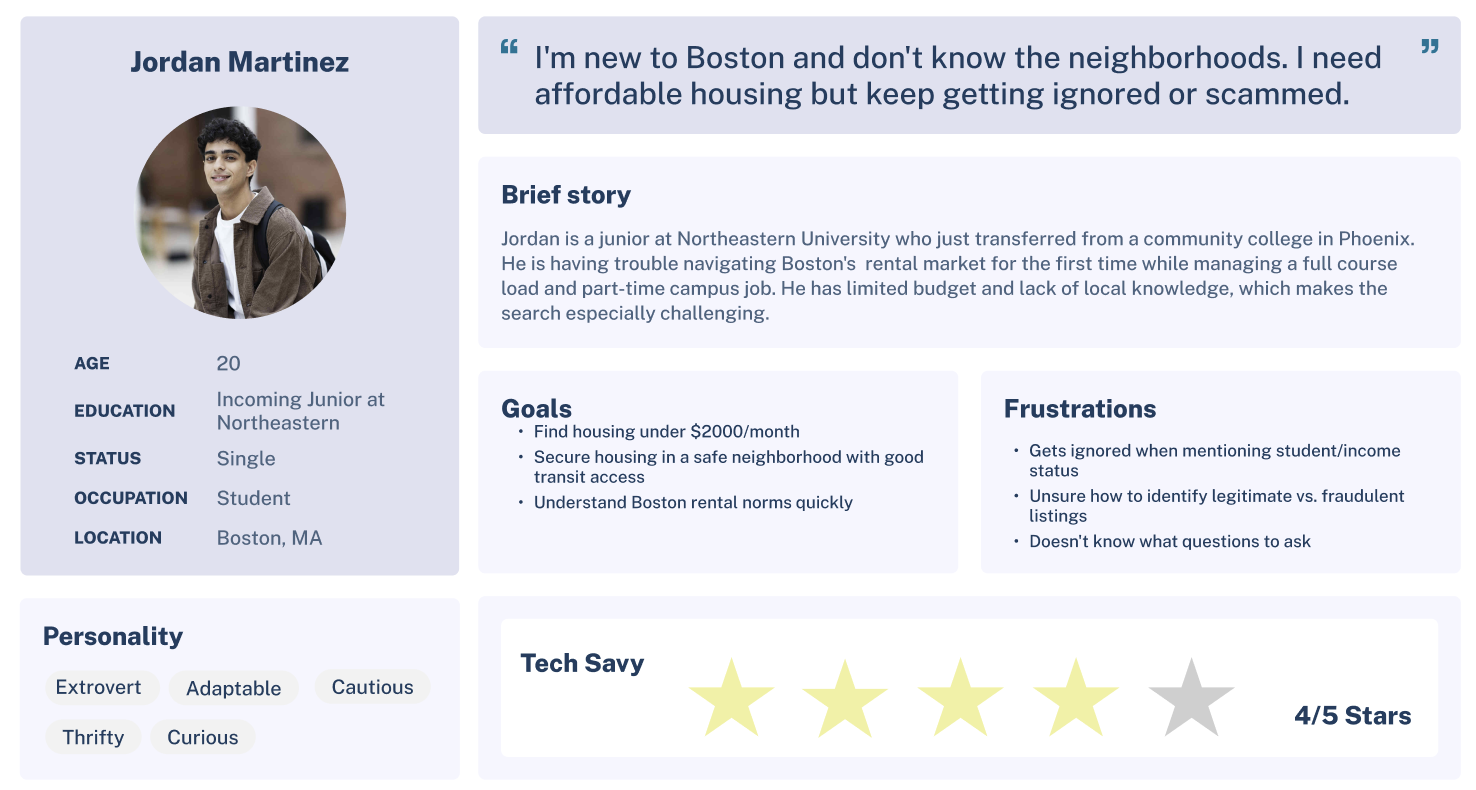 Jordan Martinez
AGE 20
EDUCATION Incoming Junior at
Northeastern
STATUS Single
OCCUPATION Student
LOCATION Boston, MA
Personality
Extrovert Adaptable Cautious
Thrifty Curious
“ I'm new to Boston and don't know the neighborhoods. I need ”
affordable housing but keep getting ignored or scammed.
Brief story
Jordan is a junior at Northeastern University who just transferred from a community college in Phoenix.
He is having trouble navigating Boston's  rental market for the first time while managing a full course
load and part-time campus job. He has limited budget and lack of local knowledge, which makes the
search especially challenging.
Goals
• Find housing under $2000/month
• Secure housing in a safe neighborhood with good
transit access
• Understand Boston rental norms quickly
Frustrations
• Gets ignored when mentioning student/income
status
• Unsure how to identify legitimate vs. fraudulent
listings
• Doesn't know what questions to ask
Tech Savy
4/5 Stars